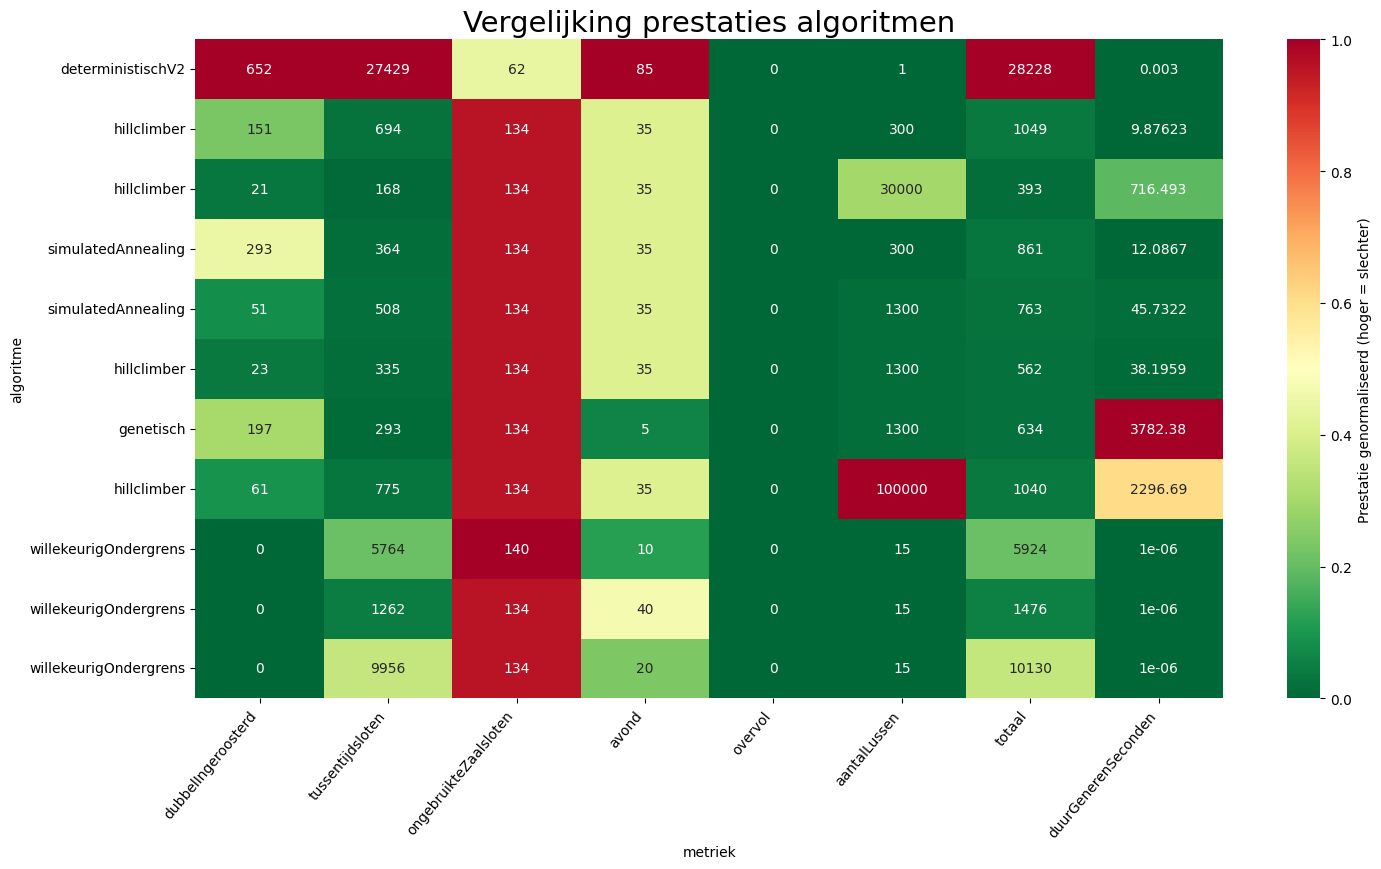 Vergelijking prestaties algoritmen
deterministischV2 652 27429 62 85 0 1 28228 0.003
hillclimber 151 694 134 35 0 300 1049 9.87623
hillclimber 21 168 134 35 0 30000 393 716.493
simulatedAnnealing 293 364 134 35 0 300 861 12.0867
simulatedAnnealing 51 508 134 35 0 1300 763 45.7322
hillclimber 23 335 134 35 0 1300 562 38.1959
genetisch 197 293 134 5 0 1300 634 3782.38
hillclimber 61 775 134 35 0 100000 1040 2296.69
willekeurigOndergrens 0 5764 140 10 0 15 5924 1e-06
willekeurigOndergrens 0 1262 134 40 0 15 1476 1e-06
willekeurigOndergrens 0 9956 134 20 0 15 10130 1e-06
algoritme
dubbelIngeroosterd tussentijdsloten ongebruikteZaalsloten avond overvol aantalLussen totaal duurGenerenSeconden
metriek
1.0
0.8
0.6
0.4
0.2
0.0
Prestatie genormaliseerd (hoger = slechter)